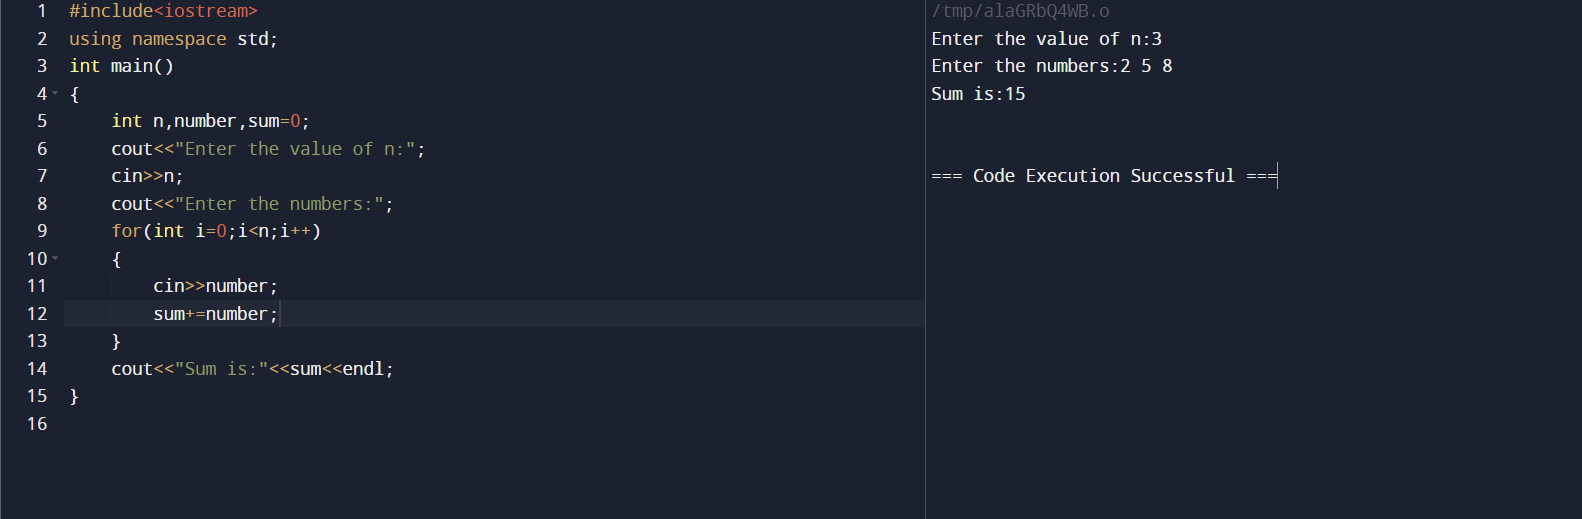 1 #include<iostream>
2 using namespace std;
3 int main()
4 {
5     int n,number,sum=0;
6     cout<<"Enter the value of n:";
7     cin>>n;
8     cout<<"Enter the numbers:";
9     for(int i=0;i<n;i++)
10     {
11         cin>>number;
12         sum+=number;
13     }
14     cout<<"Sum is:"<<sum<<endl;
15 }
16
/tmp/alaGRbQ4WB.o
Enter the value of n:3
Enter the numbers:2 5 8
Sum is:15
=== Code Execution Successful ===